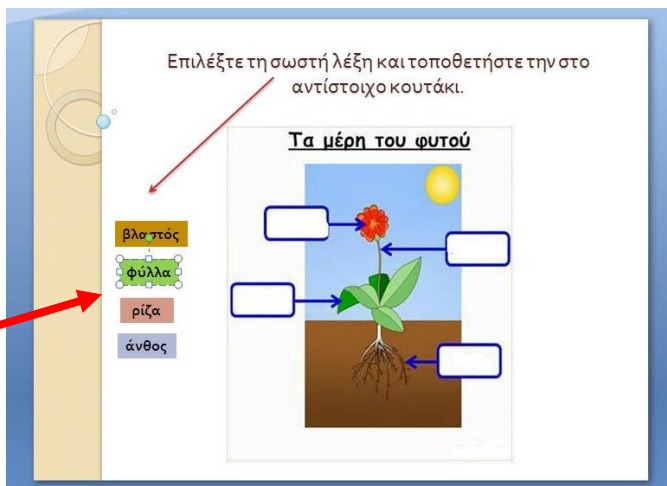 Επιλέξτε τη σωστή λέξη και τοποθετήστε την στο
αντίστοιχο κουτάκι.
Τα μέρη του φυτού
βλαστός
φύλλα
ρίζα
άνθος